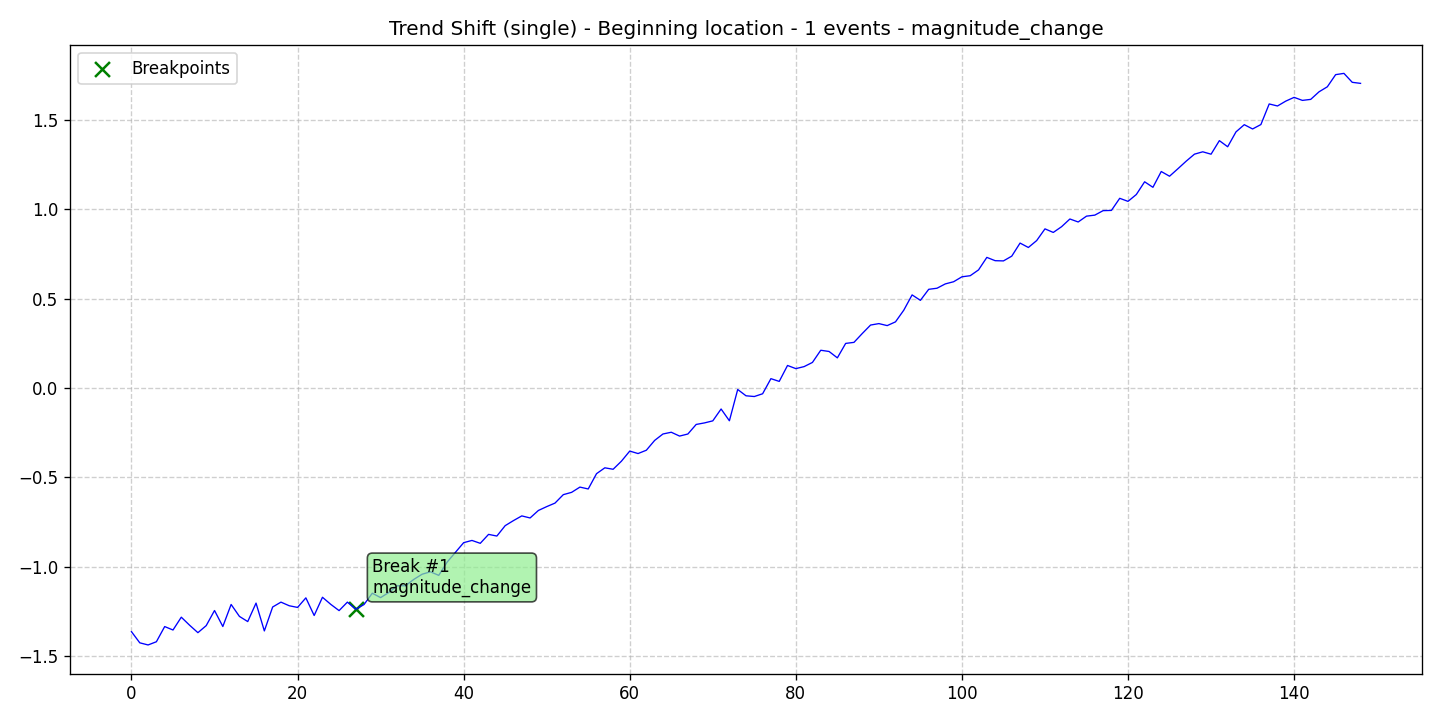 Trend Shift (single) - Beginning location - 1 events - magnitude_change
Breakpoints
1.5
1.0
0.5
0.0
−0.5
−1.0
−1.5
Break #1
magnitude_change
0 20 40 60 80 100 120 140